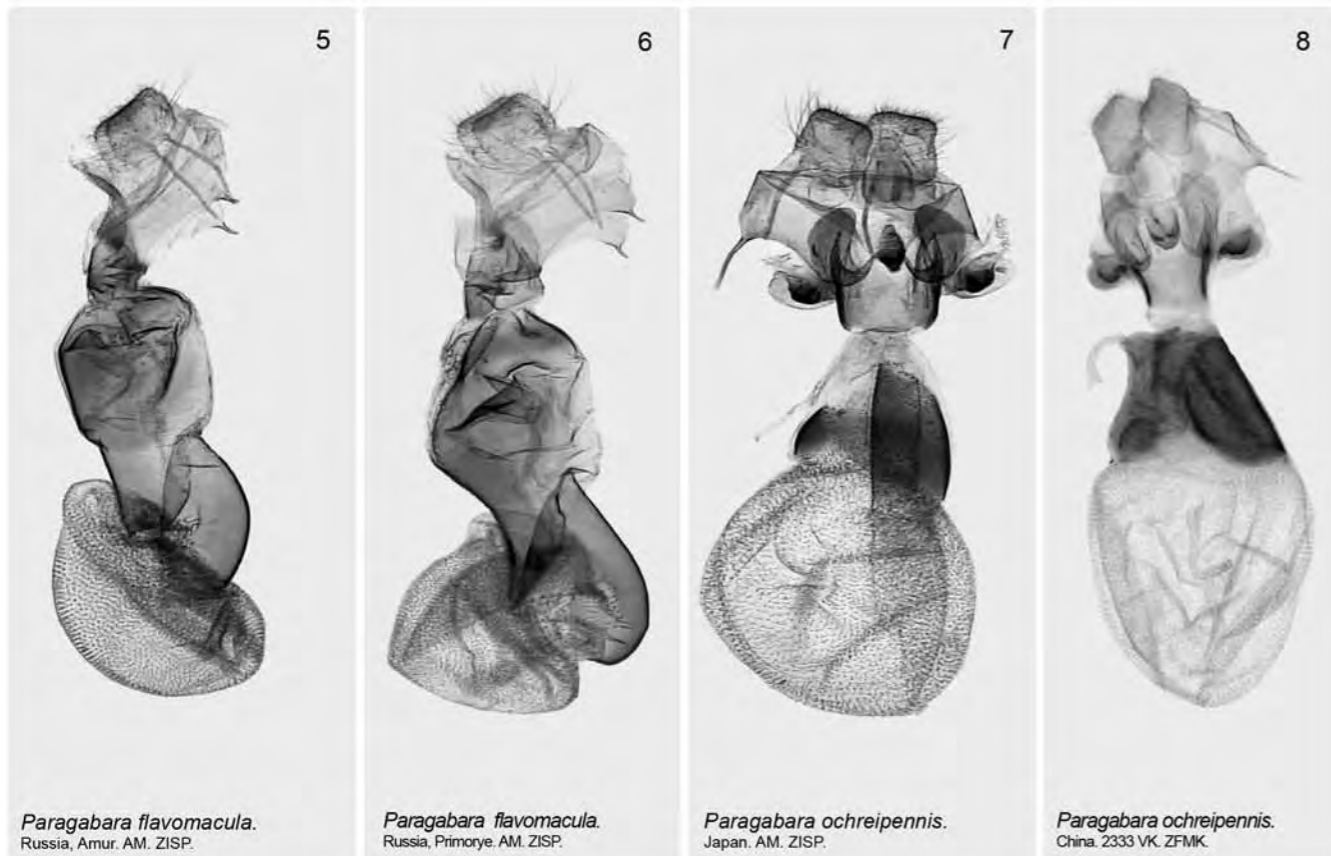 5
6
7
8
Paragabara flavomacula.
Russia, Amur. AM. ZISP.
Paragabara flavomacula.
Russia, Primorye. AM. ZISP.
Paragabara ochreipennis.
Japan. AM. ZISP.
Paragabara ochreipennis.
China. 2333 VK. ZFMK.